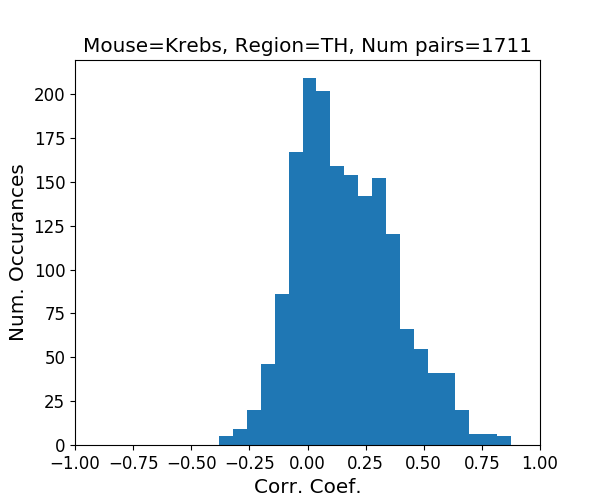 Mouse=Krebs, Region=TH, Num pairs=1711
Num. Occurances
200
175
150
125
100
75
50
25
0
−1.00 −0.75 −0.50 −0.25 0.00 0.25 0.50 0.75 1.00
Corr. Coef.